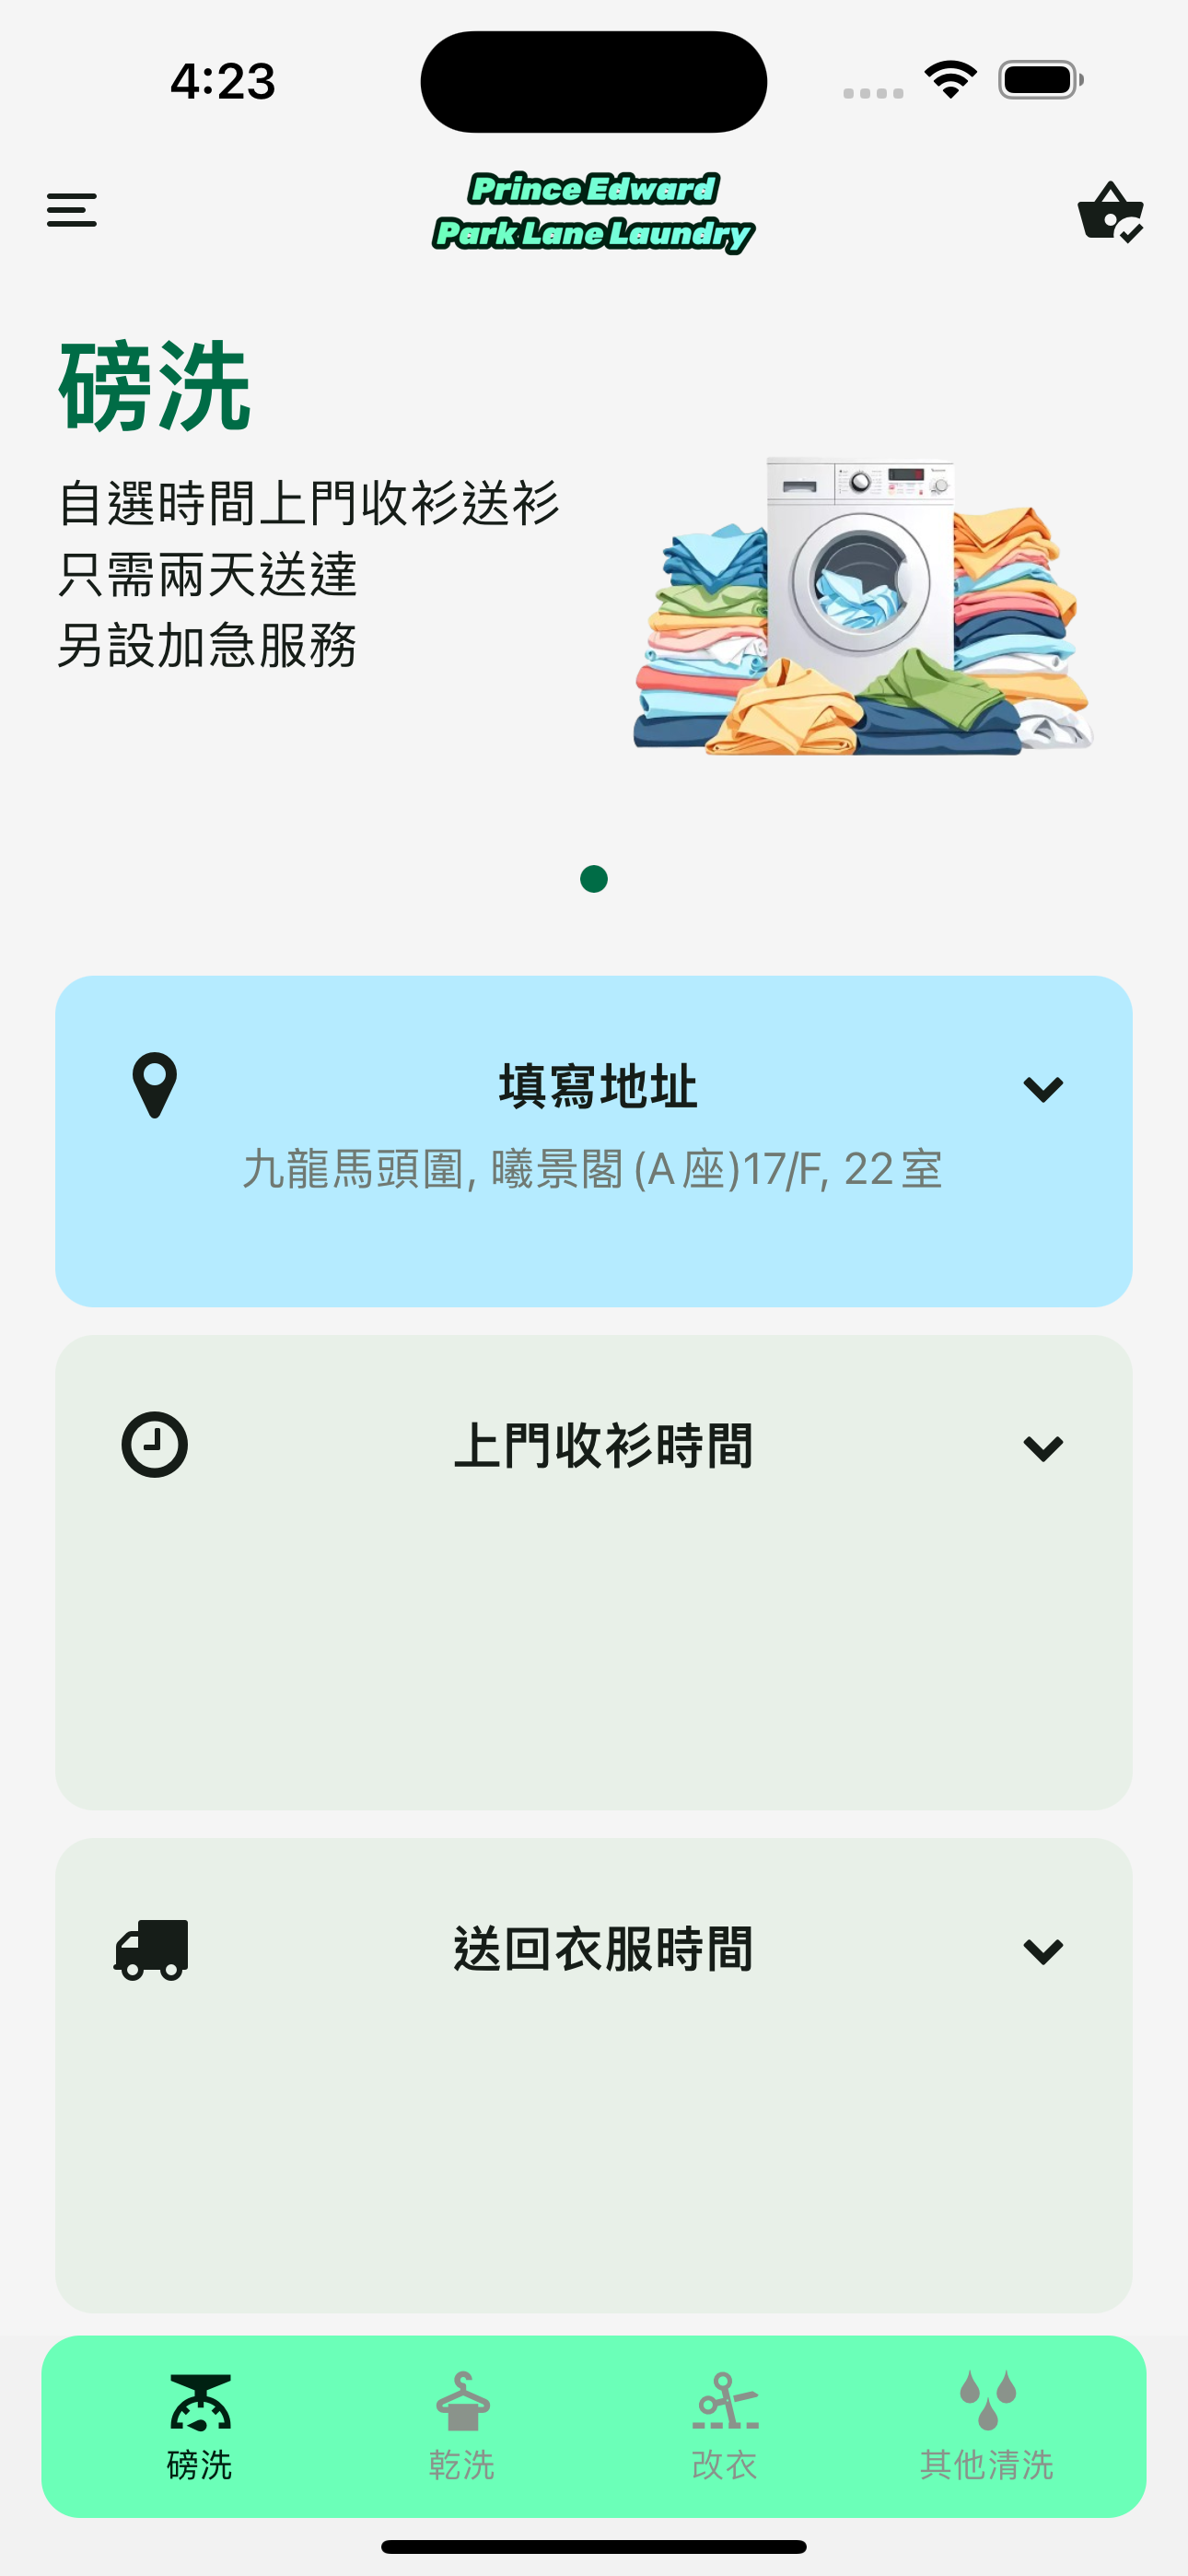 4:23
Prince Edward
Park Lane Laundry
磅洗
自選時間上門收衫送衫
只需兩天送達
另設加急服務
填寫地址
九龍馬頭圍, 曦景閣 (A 座)17/F, 22 室
上門收衫時間
送回衣服時間
磅洗
乾洗
改衣
其他清洗